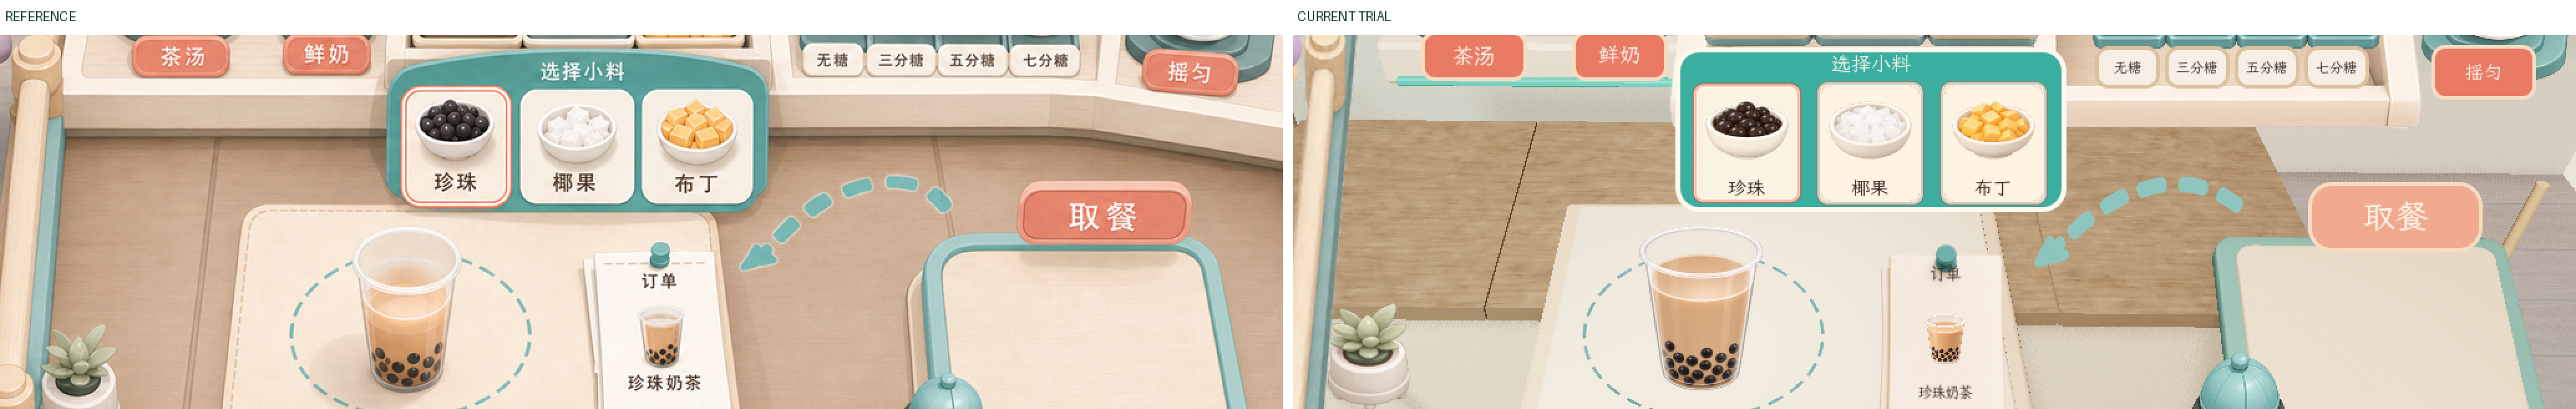 REFERENCE
茶汤
鲜奶
选择小料
无糖
三分糖
五分糖
七分糖
摇匀
珍珠
椰果
布丁
取餐
订单
珍珠奶茶
CURRENT TRIAL
茶汤
鲜奶
选择小料
无糖
三分糖
五分糖
七分糖
摇匀
珍珠
椰果
布丁
取餐
订单
珍珠奶茶